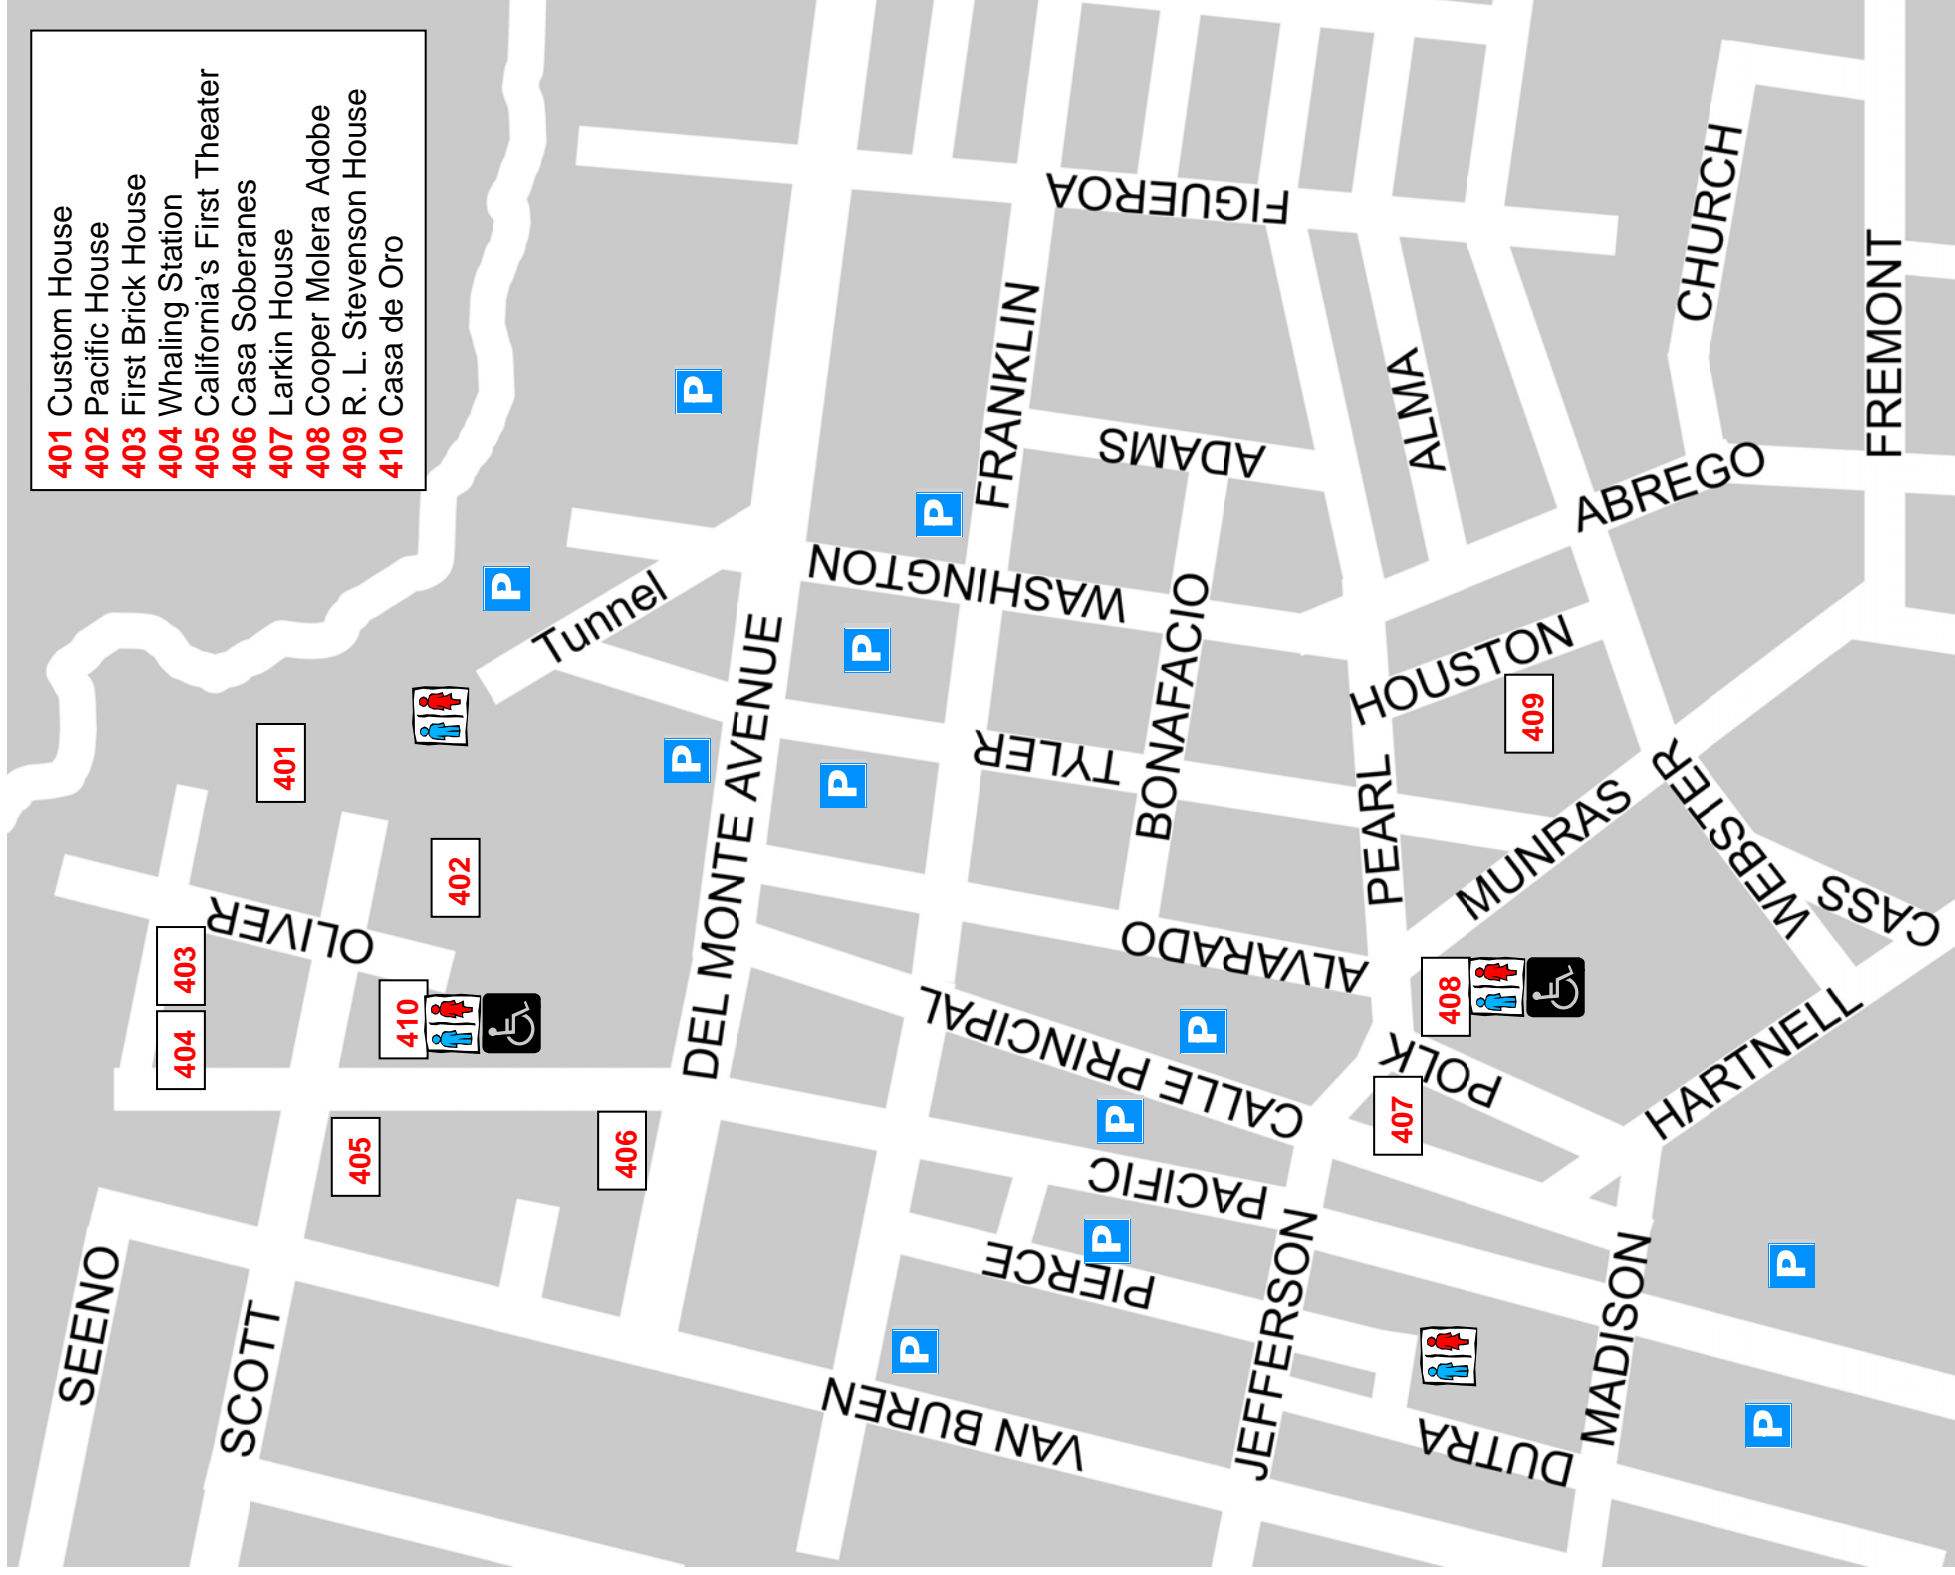 401 Custom House
402 Pacific House
403 First Brick House
404 Whaling Station
405 California's First Theater
406 Casa Soberanes
407 Larkin House
408 Cooper Molera Adobe
409 R. L. Stevenson House
410 Casa de Oro
SEENO
SCOTT
OLIVER
403
404
401
402
410
405
406
Tunnel
P
P
P
P
P
P
P
P
P
P
P
P
DEL MONTE AVENUE
VAN BUREN
WASHINGTON
TYLER
FRANKLIN
FIGUEROA
ADAMS
BONAFACIO
ALVARADO
CALLE PRINCIPAL
PACIFIC
PIERCE
JEFFERSON
DUTRA
MADISON
POLK
407
408
HARTNELL
PEARL
HOUSTON
409
MUNRAS
WEBSTER
CASS
ALMA
ABREGO
CHURCH
FREMONT